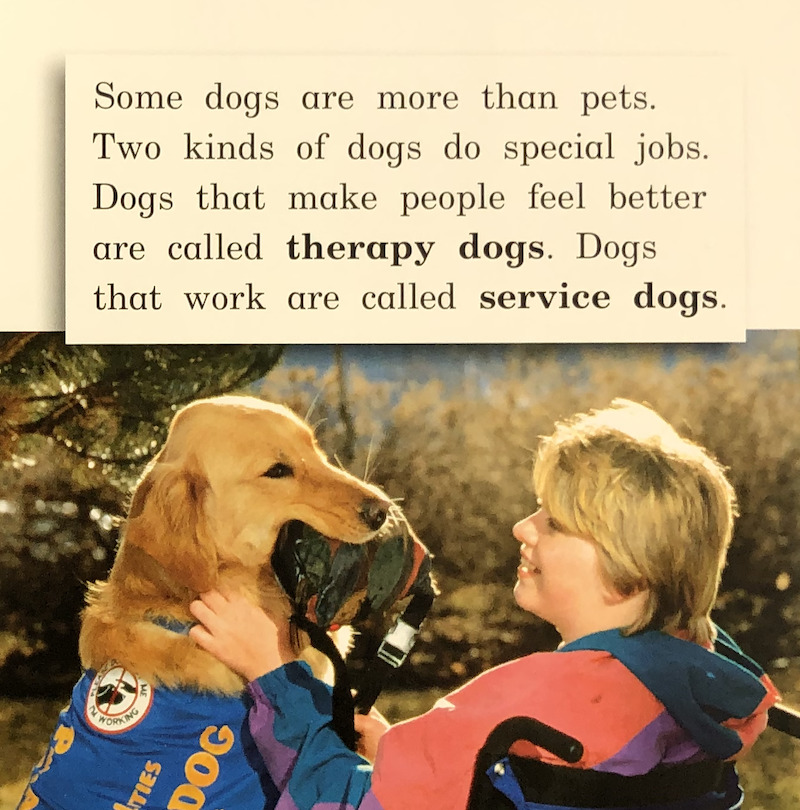 Some dogs are more than pets.
Two kinds of dogs do special jobs.
Dogs that make people feel better
are called therapy dogs. Dogs
that work are called service dogs.
I'M WORKING
DOG